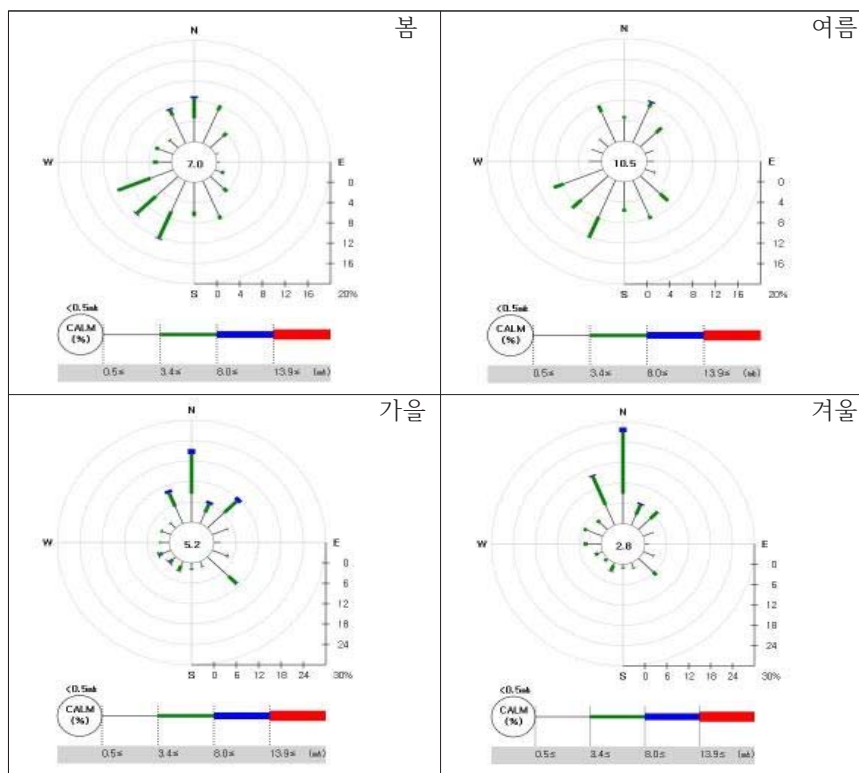 봄
N
W
7.0
E
0
4
8
12
16
S 0 4 8 12 16 20%
<0.5㎧
CALM
(%)
0.5≤ 3.4≤ 8.0≤ 13.9≤ (㎧)
여름
N
W
10.5
E
0
4
8
12
16
S 0 4 8 12 16 20%
<0.5㎧
CALM
(%)
0.5≤ 3.4≤ 8.0≤ 13.9≤ (㎧)
가을
N
W
5.2
E
0
6
12
18
24
S 0 6 12 18 24 30%
<0.5㎧
CALM
(%)
0.5≤ 3.4≤ 8.0≤ 13.9≤ (㎧)
겨울
N
W
2.8
E
0
6
12
18
24
S 0 6 12 18 24 30%
<0.5㎧
CALM
(%)
0.5≤ 3.4≤ 8.0≤ 13.9≤ (㎧)